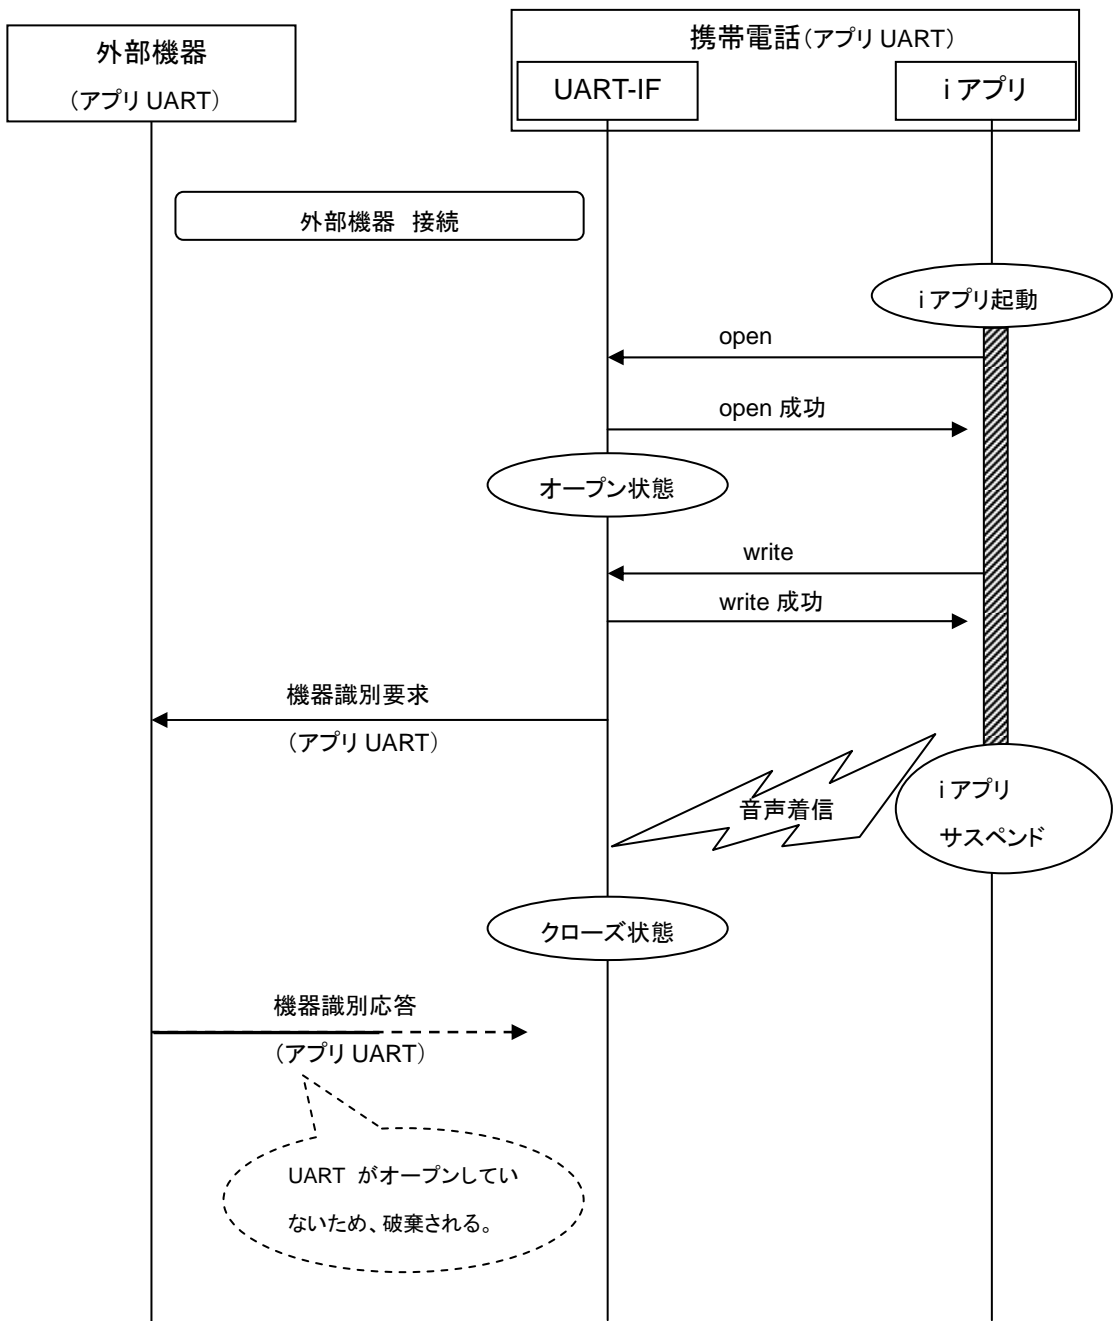 外部機器
（アプリ UART）
携帯電話（アプリ UART）
UART-IF
i アプリ
外部機器 接続
i アプリ起動
open
open 成功
オープン状態
write
write 成功
機器識別要求
（アプリ UART）
音声着信
i アプリ
サスペンド
クローズ状態
機器識別応答
（アプリ UART）
UART がオープンしてい
ないため、破棄される。